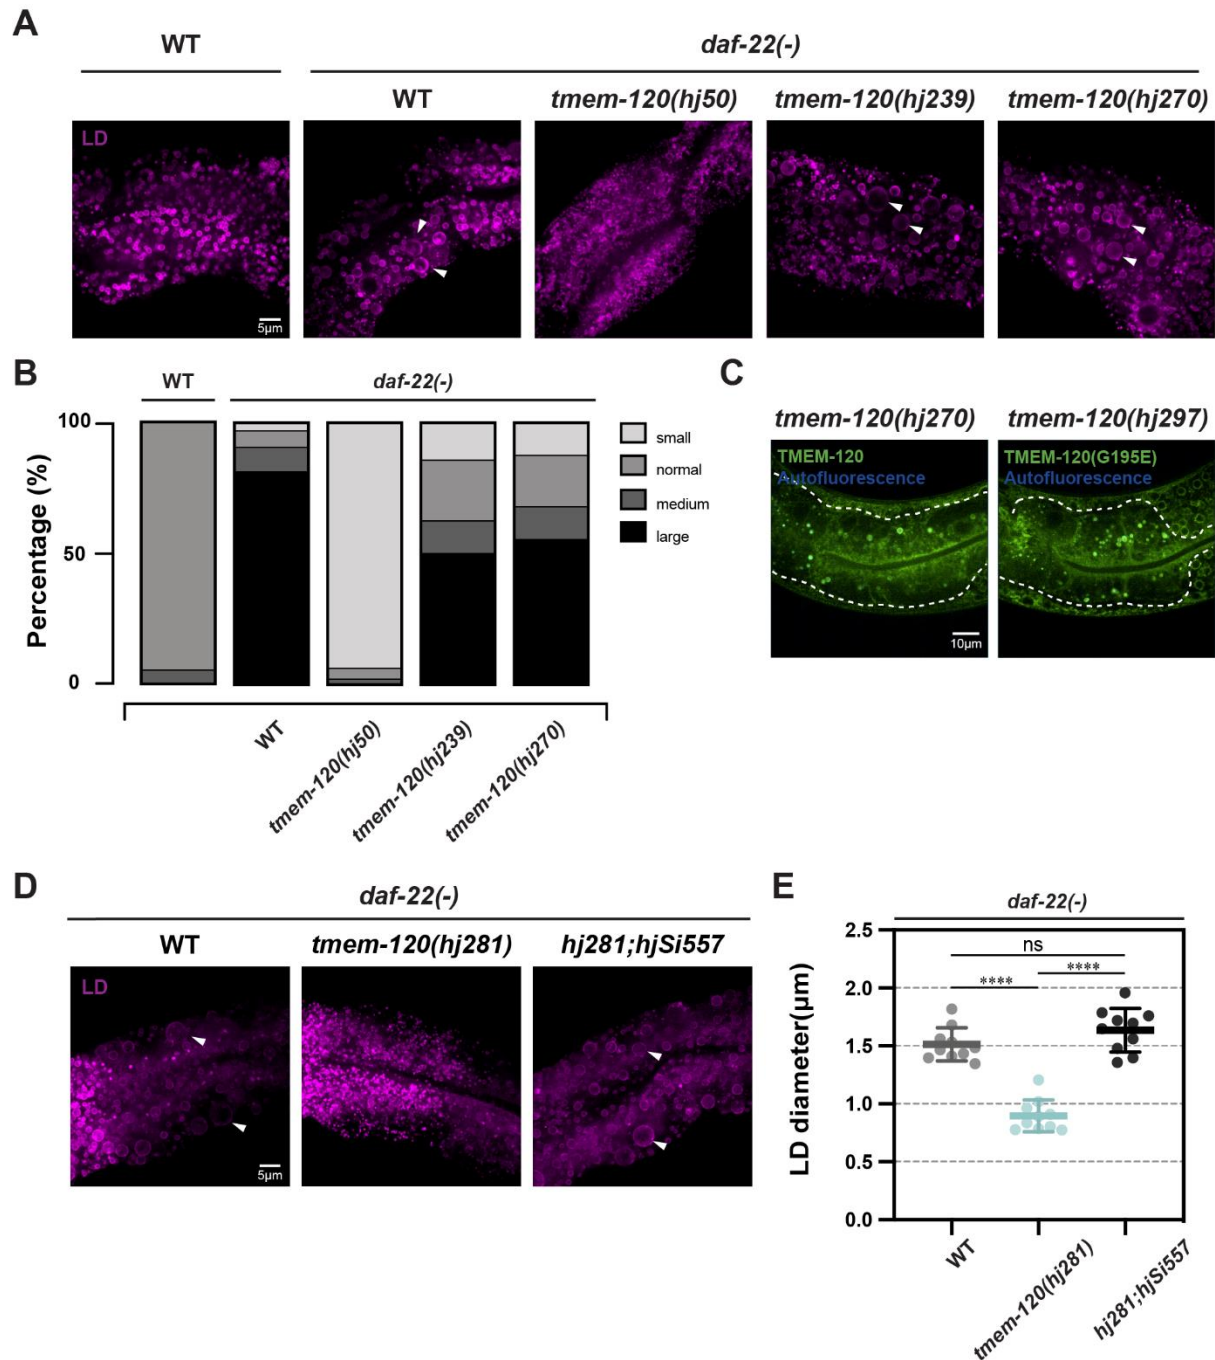 A
WT
daf-22(-)
WT
tmem-120(hj50)
tmem-120(hj239)
tmem-120(hj270)
LD
5µm
B
WT
daf-22(-)
100
50
0
Percentage (%)
small
normal
medium
large
WT
tmem-120(hj50)
tmem-120(hj239)
tmem-120(hj270)
C
tmem-120(hj270)
tmem-120(hj297)
TMEM-120
Autofluorescence
TMEM-120(G195E)
Autofluorescence
10µm
D
daf-22(-)
WT
tmem-120(hj281)
hj281;hjSi557
LD
5µm
E
daf-22(-)
2.5
2.0
1.5
1.0
0.5
0.0
LD diameter(µm)
ns
****
****
WT
tmem-120(hj281)
hj281;hjSi557